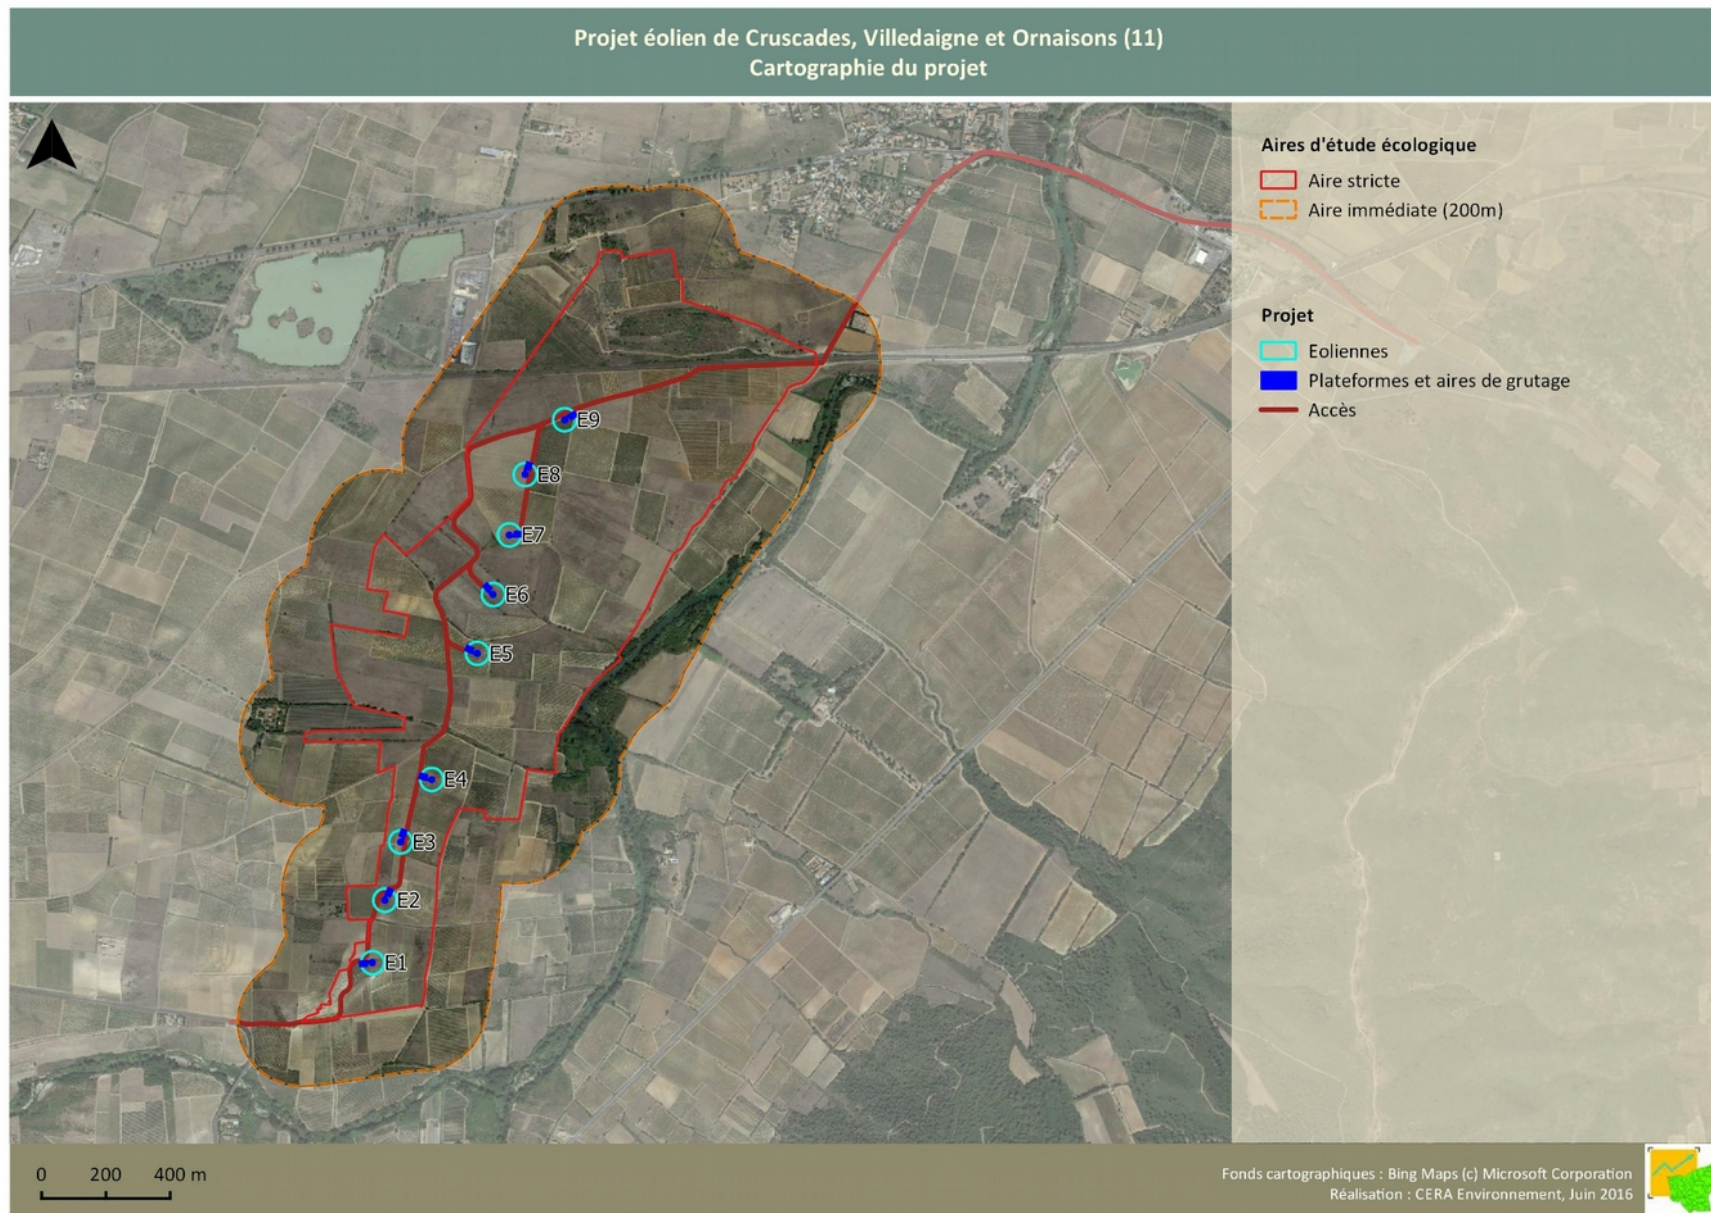 Projet éolien de Cruscades, Villedaigne et Ornaisons (11)
Cartographie du projet
Aires d'étude écologique
Aire stricte
Aire immédiate (200m)
Projet
Eoliennes
Plateformes et aires de grutage
Accès
E9
E8
E7
E6
E5
E4
E3
E2
E1
0 200 400 m
Fonds cartographiques : Bing Maps (c) Microsoft Corporation
Réalisation : CERA Environnement, Juin 2016